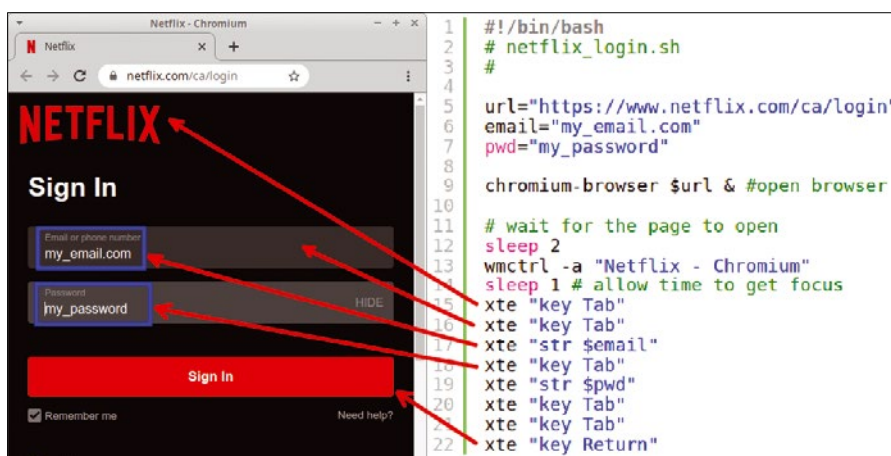 Netflix - Chromium
N Netflix
netflix.com/ca/login
NETFLIX
Sign In
Email or phone number
my_email.com
Password
my_password
HIDE
Sign In
Remember me
Need help?
1 #!/bin/bash
2 # netflix_login.sh
3 #
4
5 url="https://www.netflix.com/ca/login"
6 email="my_email.com"
7 pwd="my_password"
8
9 chromium-browser $url & #open browser
10
11 # wait for the page to open
12 sleep 2
13 wmctrl -a "Netflix - Chromium"
14 sleep 1 # allow time to get focus
15 xte "key Tab"
16 xte "key Tab"
17 xte "str $email"
18 xte "key Tab"
19 xte "str $pwd"
20 xte "key Tab"
21 xte "key Tab"
22 xte "key Return"